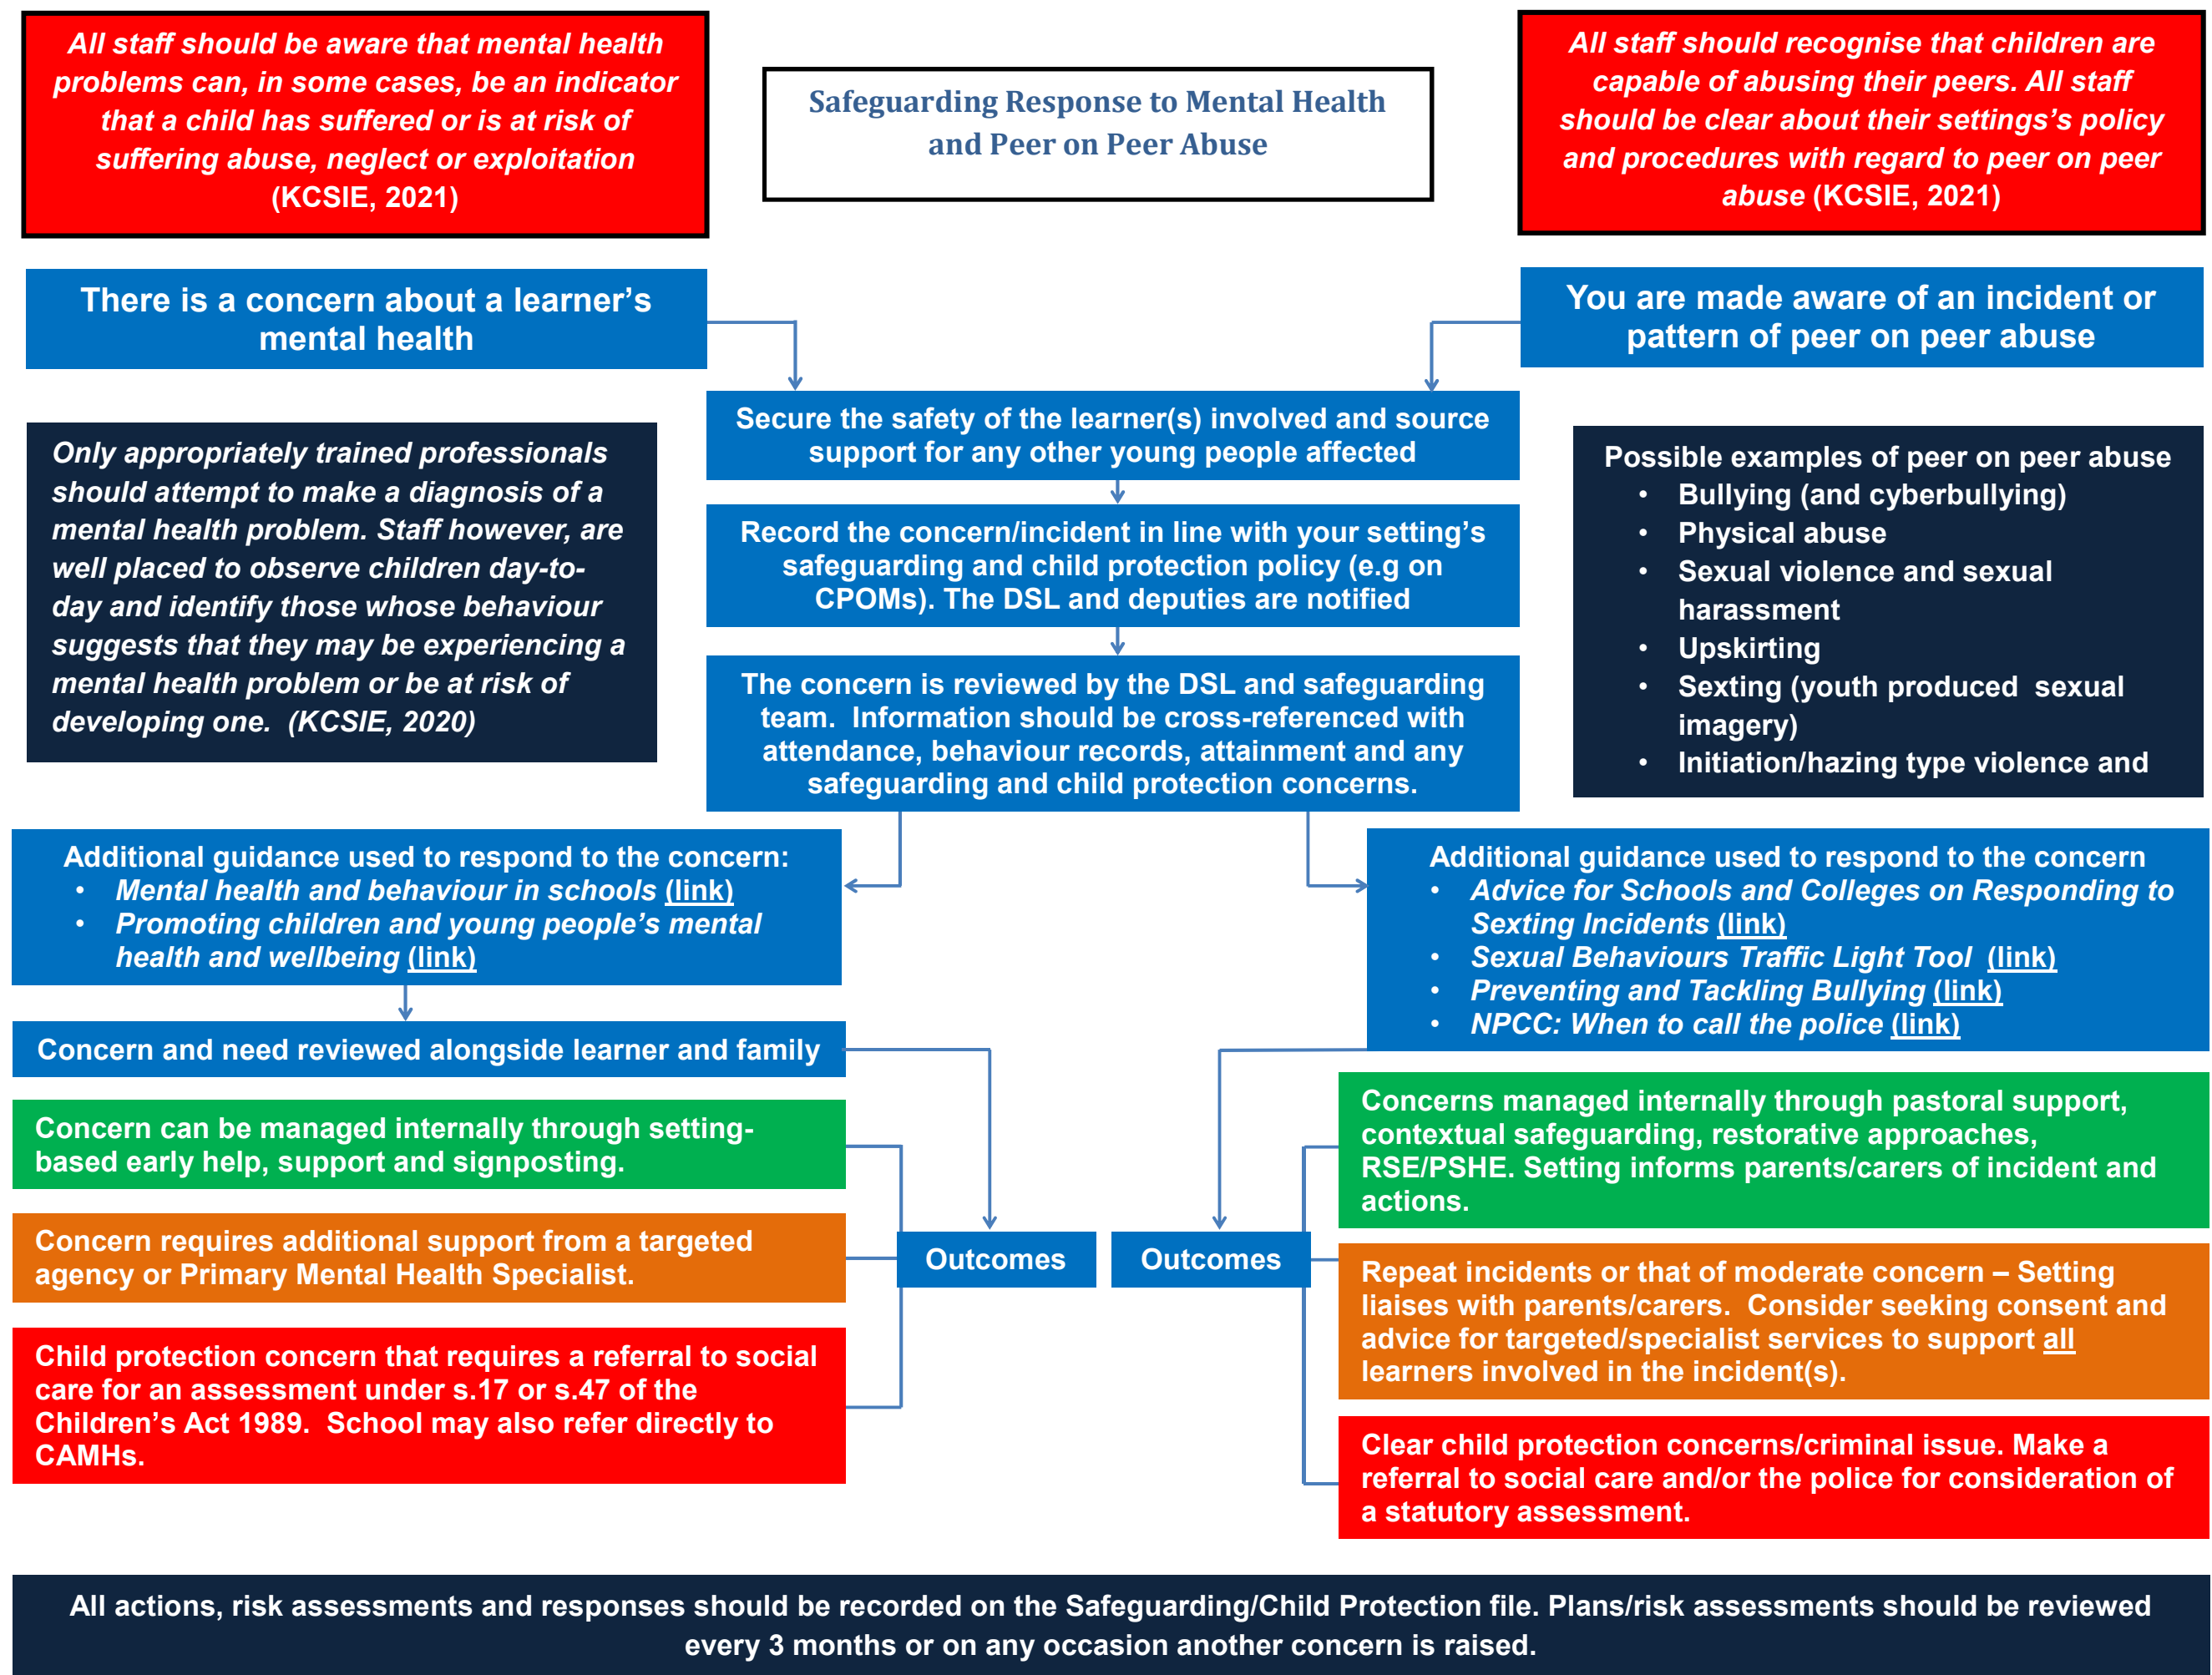 All staff should be aware that mental health
problems can, in some cases, be an indicator
that a child has suffered or is at risk of
suffering abuse, neglect or exploitation
(KCSIE, 2021)
Safeguarding Response to Mental Health
and Peer on Peer Abuse
All staff should recognise that children are
capable of abusing their peers. All staff
should be clear about their settings's policy
and procedures with regard to peer on peer
abuse (KCSIE, 2021)
There is a concern about a learner’s
mental health
You are made aware of an incident or
pattern of peer on peer abuse
Secure the safety of the learner(s) involved and source
support for any other young people affected
Only appropriately trained professionals
should attempt to make a diagnosis of a
mental health problem. Staff however, are
well placed to observe children day-to-
day and identify those whose behaviour
suggests that they may be experiencing a
mental health problem or be at risk of
developing one.  (KCSIE, 2020)
Record the concern/incident in line with your setting’s
safeguarding and child protection policy (e.g on
CPOMs). The DSL and deputies are notified
The concern is reviewed by the DSL and safeguarding
team.  Information should be cross-referenced with
attendance, behaviour records, attainment and any
safeguarding and child protection concerns.
Possible examples of peer on peer abuse
• Bullying (and cyberbullying)
• Physical abuse
• Sexual violence and sexual
harassment
• Upskirting
• Sexting (youth produced  sexual
imagery)
• Initiation/hazing type violence and
Additional guidance used to respond to the concern:
• Mental health and behaviour in schools (link)
• Promoting children and young people’s mental
health and wellbeing (link)
Additional guidance used to respond to the concern
• Advice for Schools and Colleges on Responding to
Sexting Incidents (link)
• Sexual Behaviours Traffic Light Tool  (link)
• Preventing and Tackling Bullying (link)
• NPCC: When to call the police (link)
Concern and need reviewed alongside learner and family
Concern can be managed internally through setting-
based early help, support and signposting.
Concern requires additional support from a targeted
agency or Primary Mental Health Specialist.
Child protection concern that requires a referral to social
care for an assessment under s.17 or s.47 of the
Children’s Act 1989.  School may also refer directly to
CAMHs.
Outcomes
Outcomes
Concerns managed internally through pastoral support,
contextual safeguarding, restorative approaches,
RSE/PSHE. Setting informs parents/carers of incident and
actions.
Repeat incidents or that of moderate concern – Setting
liaises with parents/carers.  Consider seeking consent and
advice for targeted/specialist services to support all
learners involved in the incident(s).
Clear child protection concerns/criminal issue. Make a
referral to social care and/or the police for consideration of
a statutory assessment.
All actions, risk assessments and responses should be recorded on the Safeguarding/Child Protection file. Plans/risk assessments should be reviewed
every 3 months or on any occasion another concern is raised.